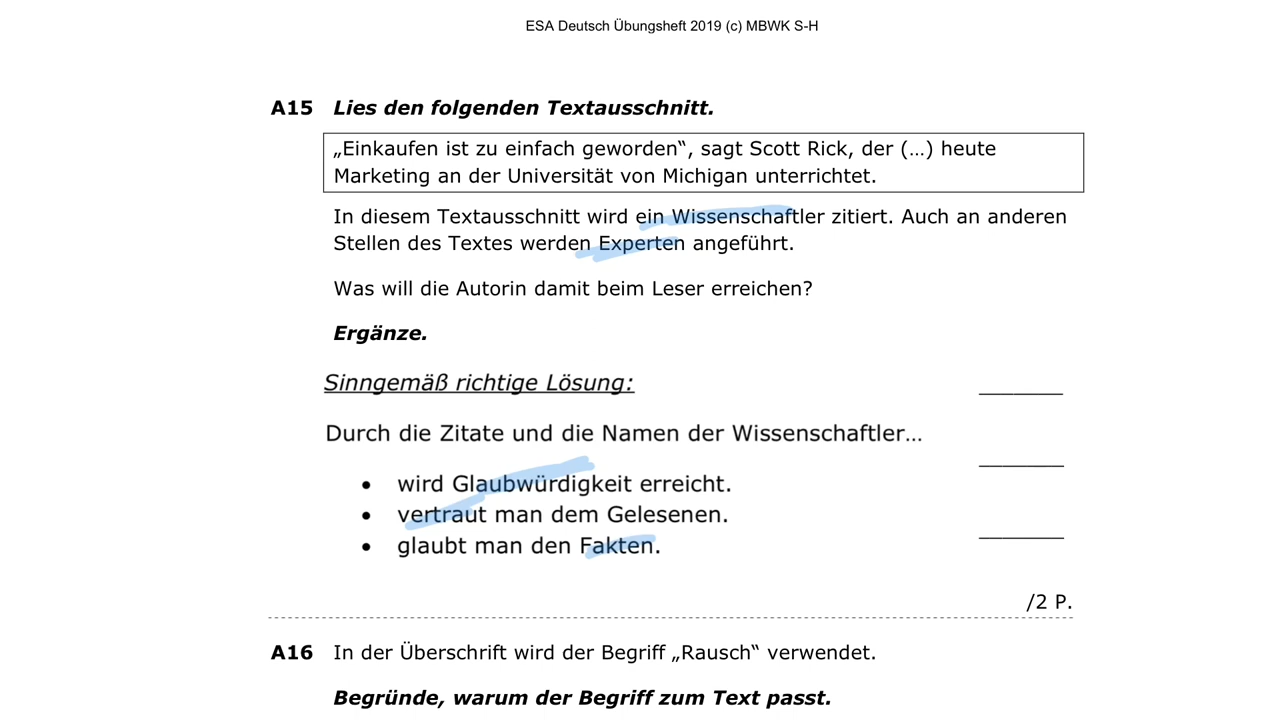 ESA Deutsch Übungsheft 2019 (c) MBWK S-H
A15 Lies den folgenden Textausschnitt.
„Einkaufen ist zu einfach geworden“, sagt Scott Rick, der (…) heute
Marketing an der Universität von Michigan unterrichtet.
In diesem Textausschnitt wird ein Wissenschaftler zitiert. Auch an anderen
Stellen des Textes werden Experten angeführt.
Was will die Autorin damit beim Leser erreichen?
Ergänze.
Sinngemäß richtige Lösung:
Durch die Zitate und die Namen der Wissenschaftler…
• wird Glaubwürdigkeit erreicht.
• vertraut man dem Gelesenen.
• glaubt man den Fakten.
/2 P.
A16 In der Überschrift wird der Begriff „Rausch“ verwendet.
Begründe, warum der Begriff zum Text passt.